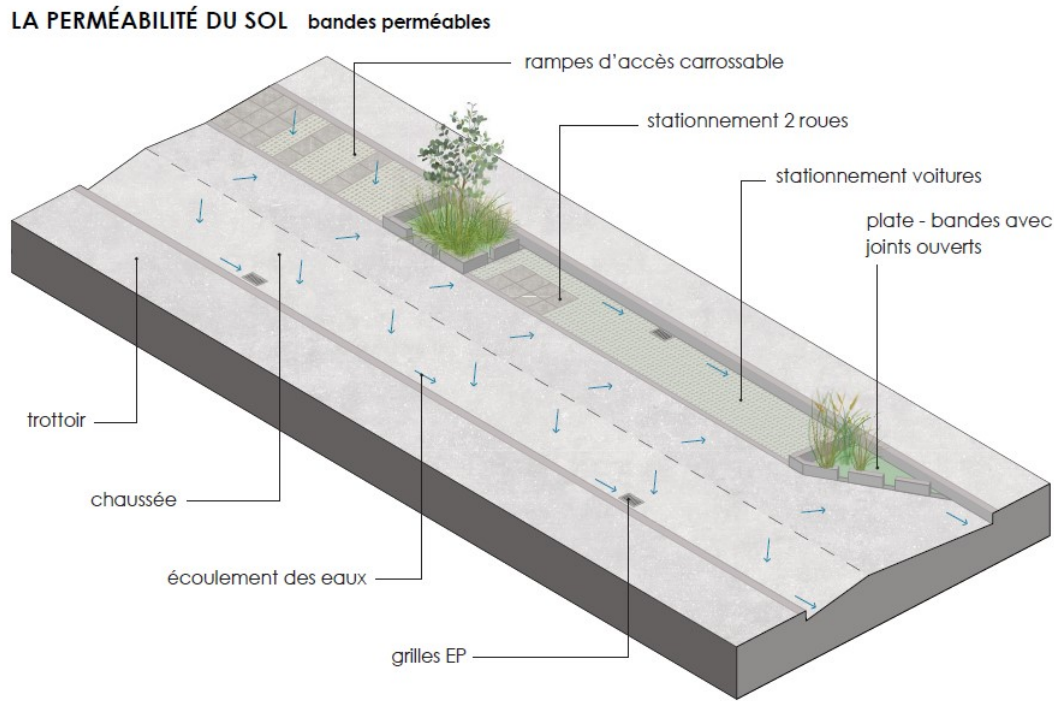 LA PERMÉABILITÉ DU SOL bandes perméables
rampes d'accès carrossable
stationnement 2 roues
stationnement voitures
plate - bandes avec
joints ouverts
trottoir
chaussée
écoulement des eaux
grilles EP